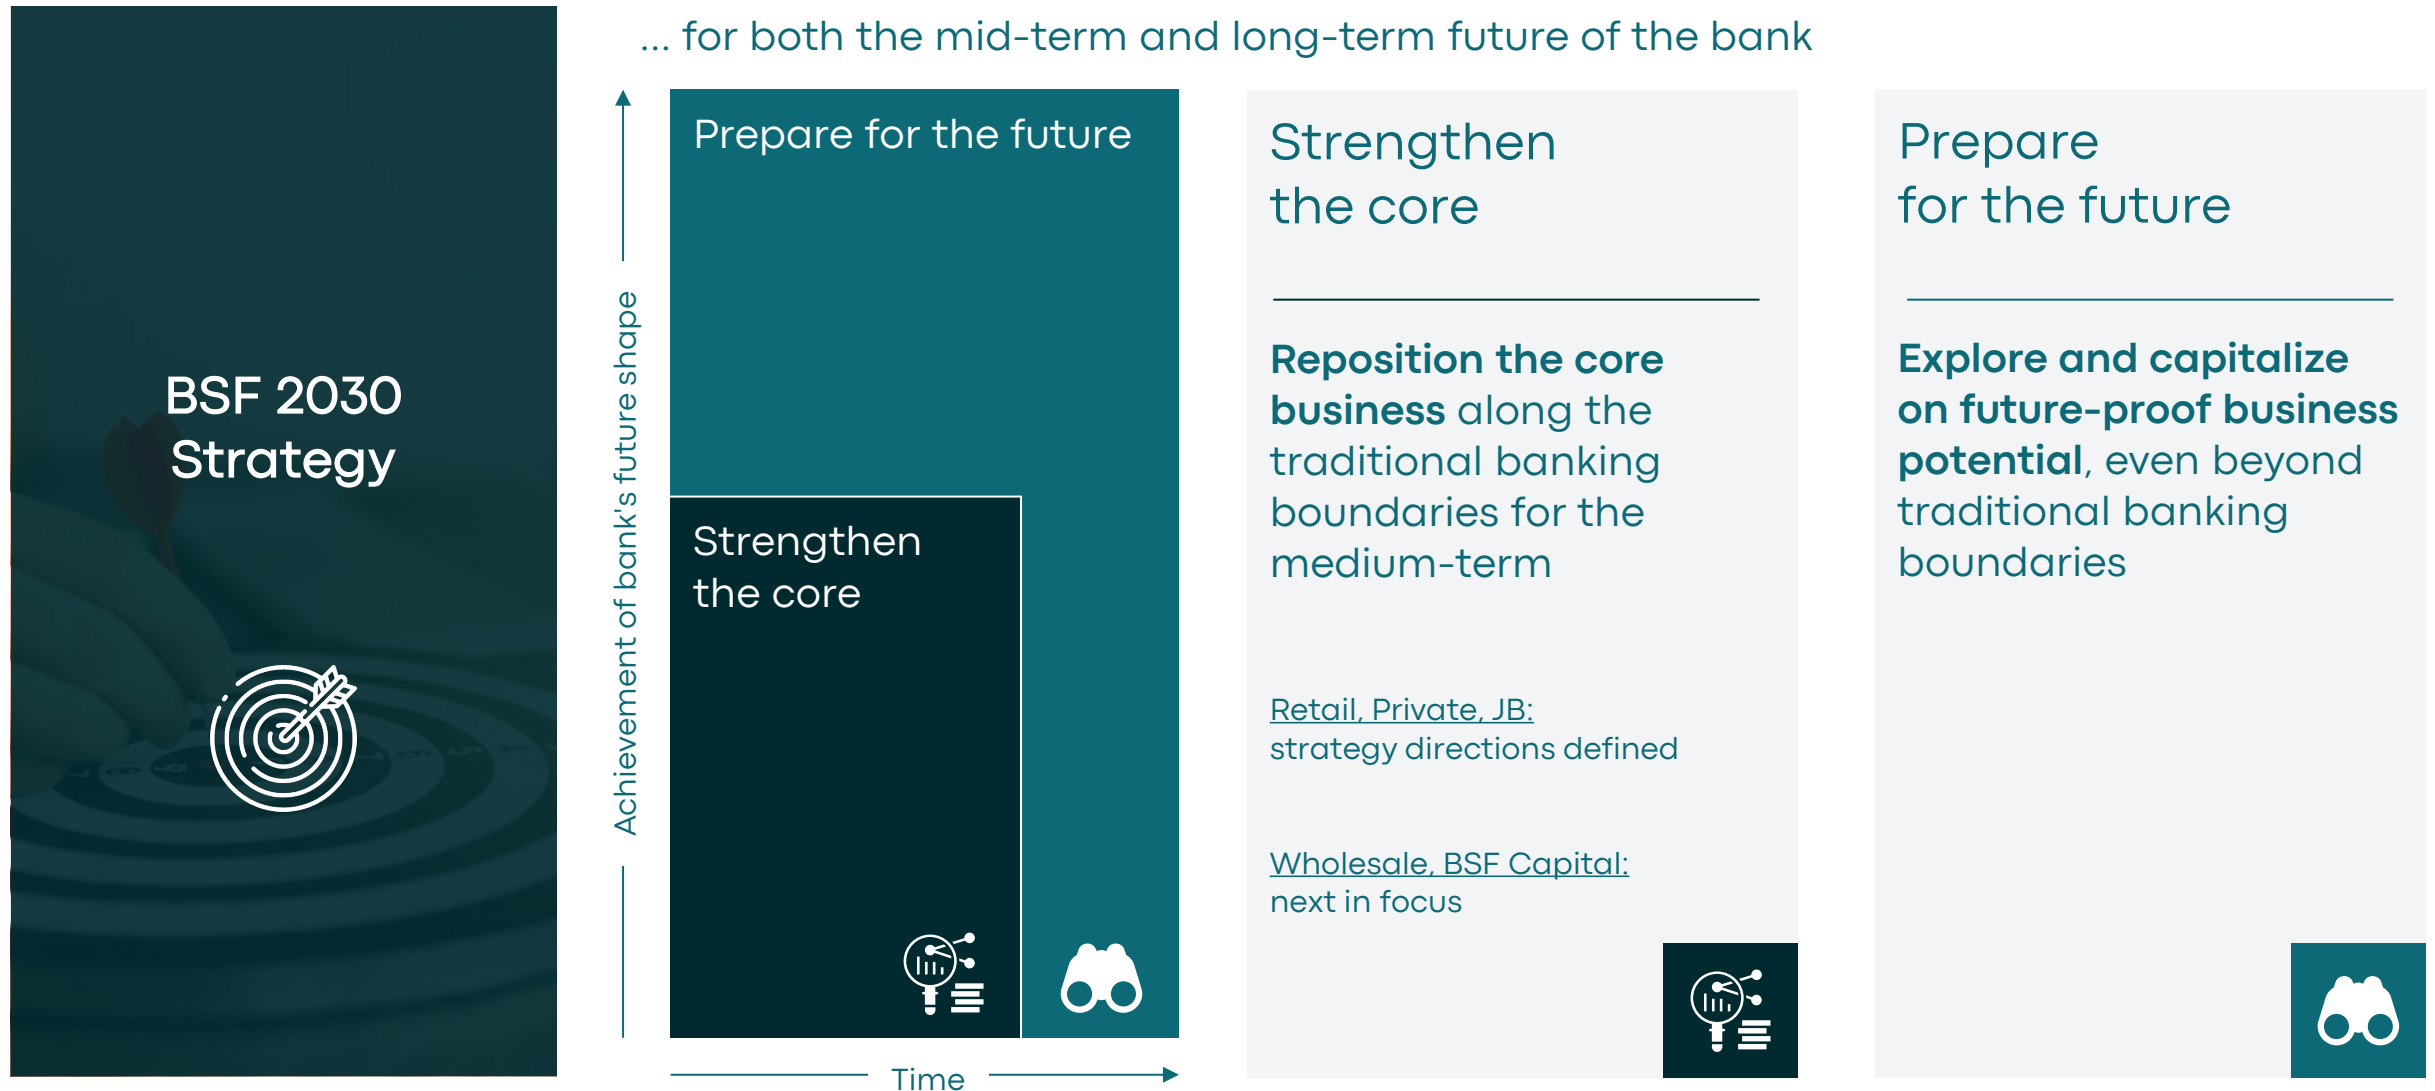 ... for both the mid-term and long-term future of the bank
BSF 2030
Strategy
Achievement of bank's future shape
Prepare for the future
Strengthen
the core
Time
Strengthen
the core
Reposition the core
business along the
traditional banking
boundaries for the
medium-term
Retail, Private, JB:
strategy directions defined
Wholesale, BSF Capital:
next in focus
Prepare
for the future
Explore and capitalize
on future-proof business
potential, even beyond
traditional banking
boundaries